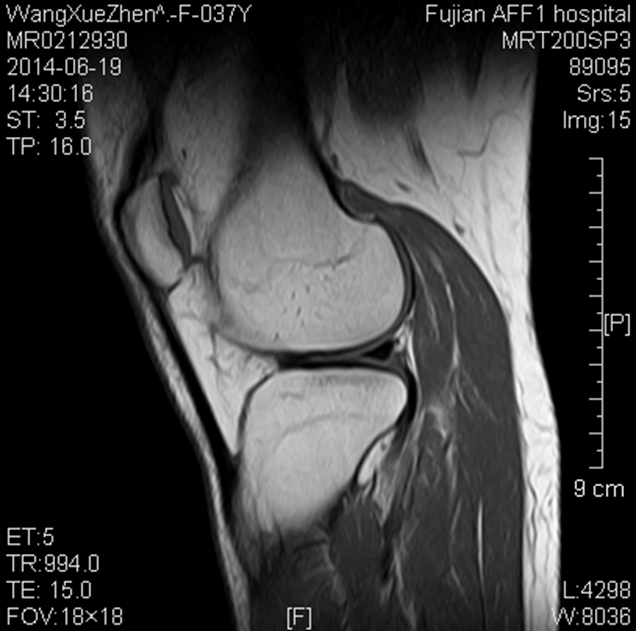 WangXueZhen^.-F-037Y
MR0212930
2014-06-19
14:30:16
ST: 3.5
TP: 16.0
Fujian AFF1 hospital
MRT200SP3
89095
Srs:5
Img:15
[P]
9 cm
ET:5
TR:994.0
TE: 15.0
FOV:18×18
[F]
L:4298
W:8036